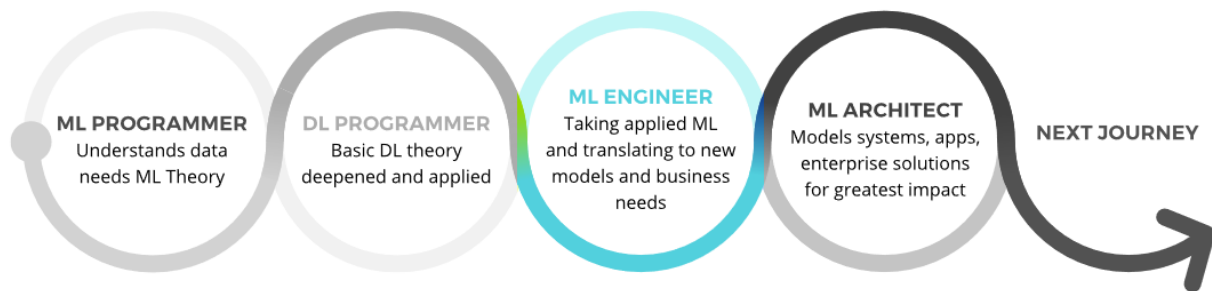 ML PROGRAMMER
Understands data
needs ML Theory
DL PROGRAMMER
Basic DL theory
deepened and applied
ML ENGINEER
Taking applied ML
and translating to new
models and business
needs
ML ARCHITECT
Models systems, apps,
enterprise solutions
for greatest impact
NEXT JOURNEY